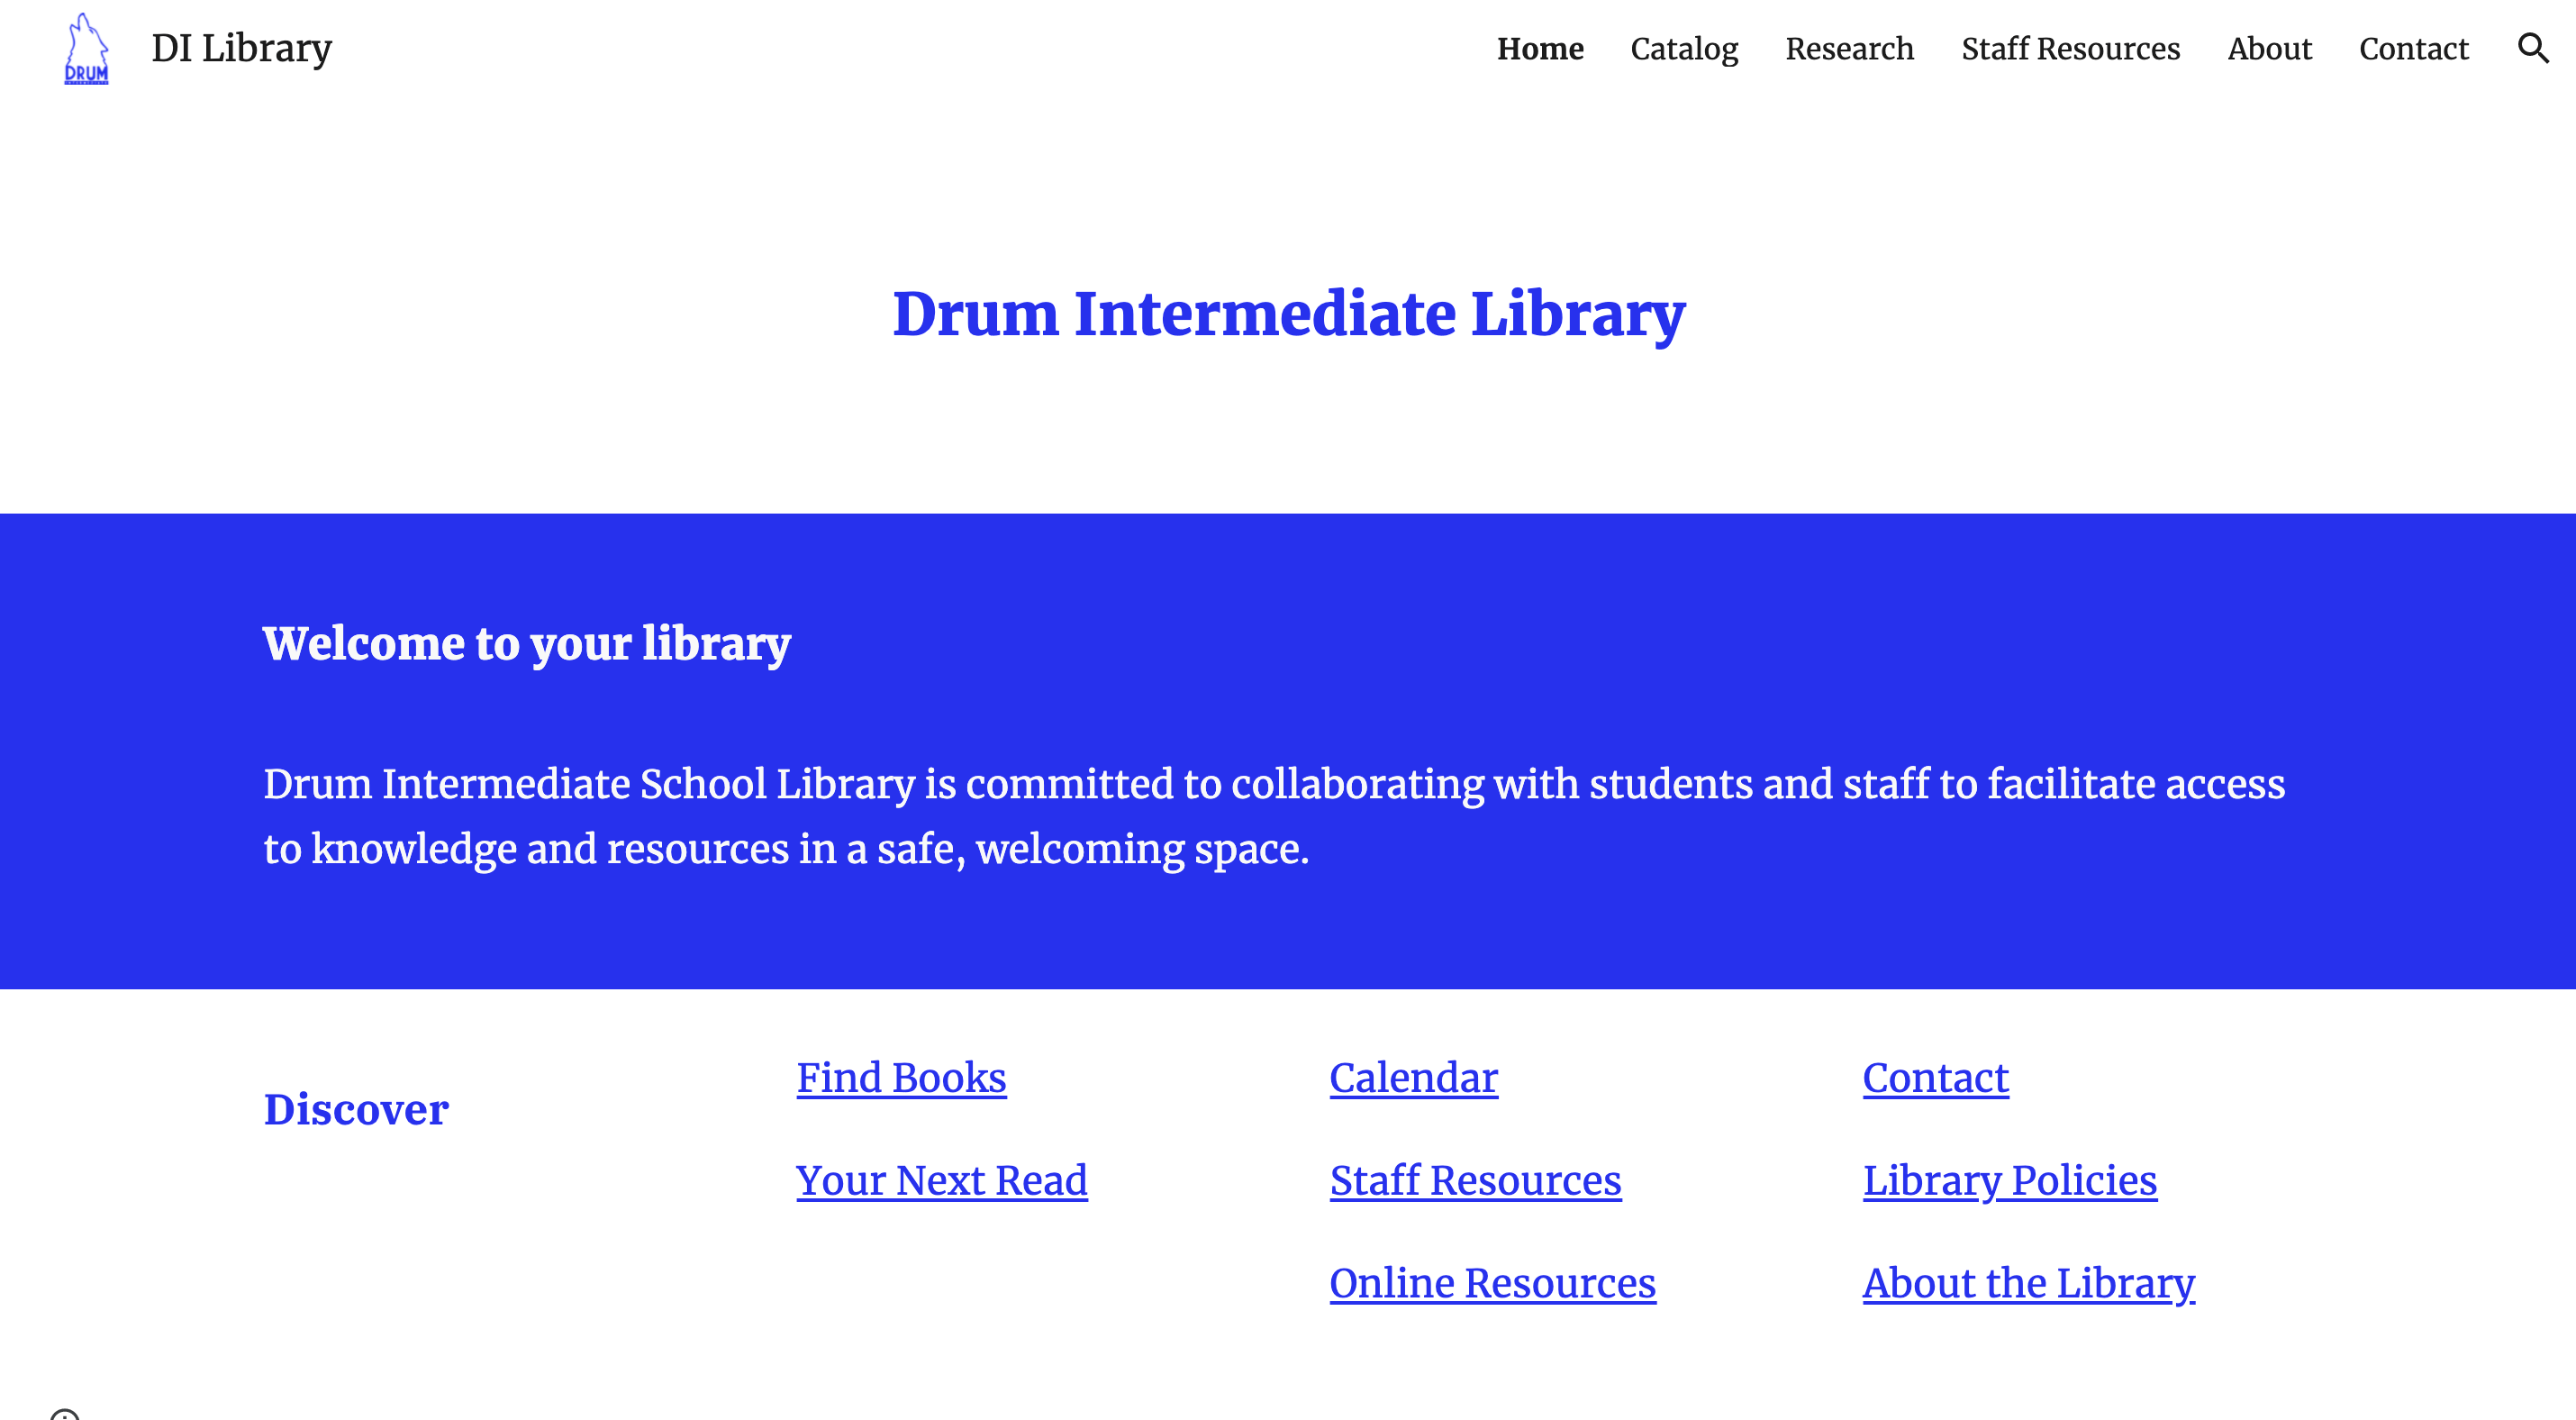 DRUM
DI Library
Home
Catalog
Research
Staff Resources
About
Contact
Drum Intermediate Library
Welcome to your library
Drum Intermediate School Library is committed to collaborating with students and staff to facilitate access
to knowledge and resources in a safe, welcoming space.
Discover
Find Books
Your Next Read
Calendar
Staff Resources
Online Resources
Contact
Library Policies
About the Library